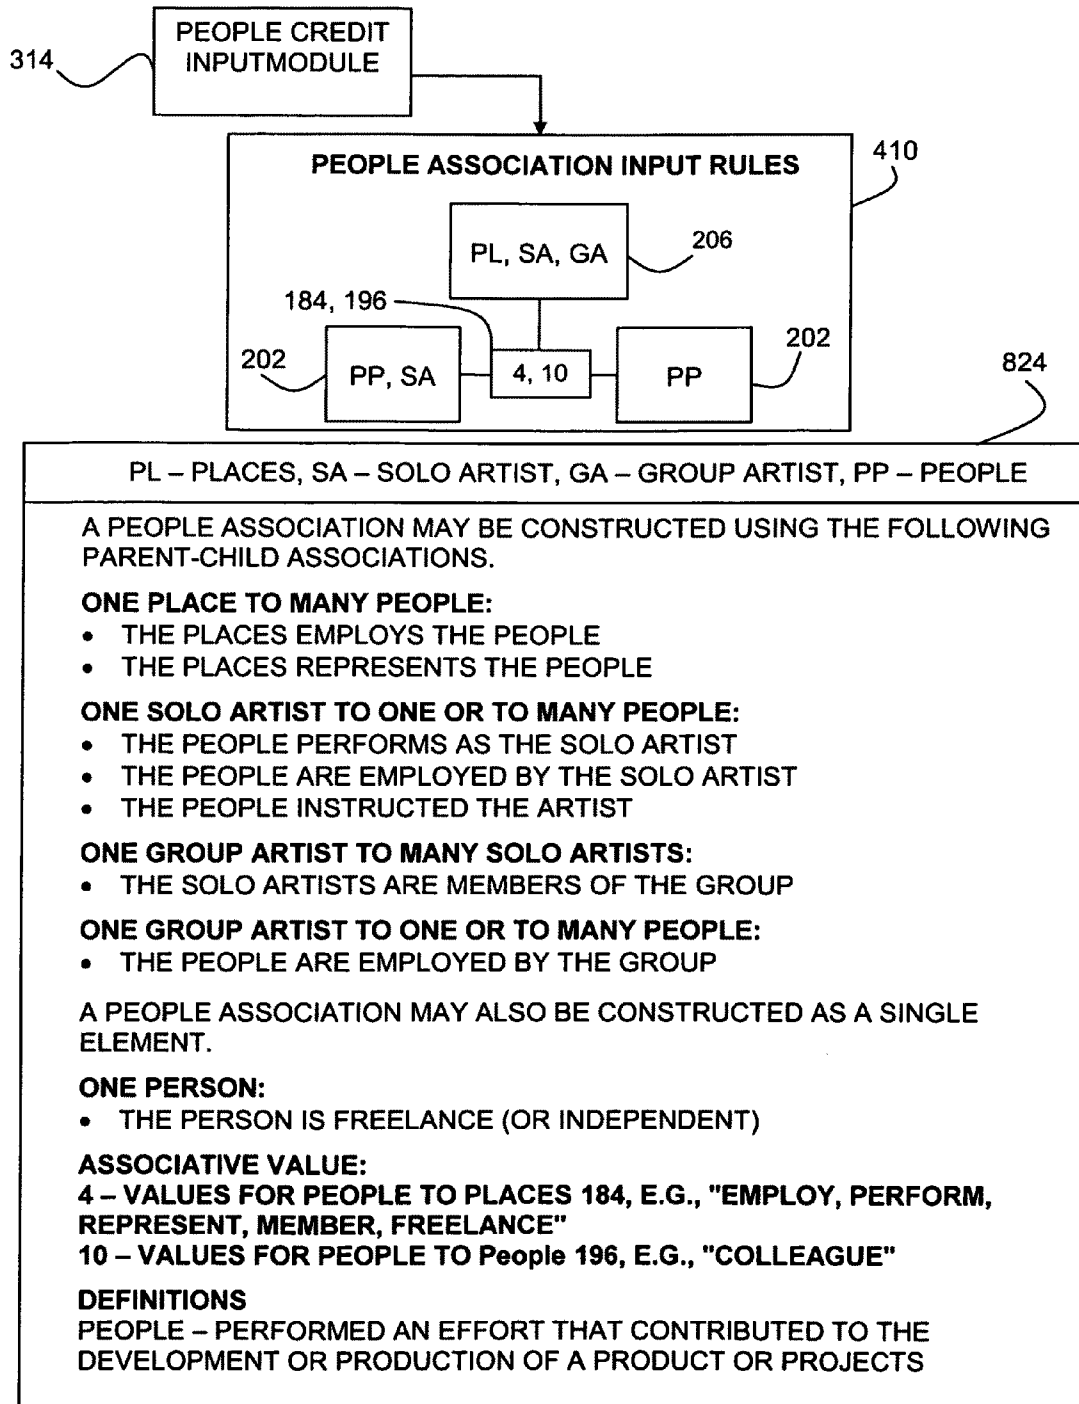 PEOPLE CREDIT
INPUTMODULE
314
PEOPLE ASSOCIATION INPUT RULES
410
PL, SA, GA
206
184, 196
202
PP, SA
4, 10
PP
202
824
PL – PLACES, SA – SOLO ARTIST, GA – GROUP ARTIST, PP – PEOPLE
A PEOPLE ASSOCIATION MAY BE CONSTRUCTED USING THE FOLLOWING
PARENT-CHILD ASSOCIATIONS.
ONE PLACE TO MANY PEOPLE:
• THE PLACES EMPLOYS THE PEOPLE
• THE PLACES REPRESENTS THE PEOPLE
ONE SOLO ARTIST TO ONE OR TO MANY PEOPLE:
• THE PEOPLE PERFORMS AS THE SOLO ARTIST
• THE PEOPLE ARE EMPLOYED BY THE SOLO ARTIST
• THE PEOPLE INSTRUCTED THE ARTIST
ONE GROUP ARTIST TO MANY SOLO ARTISTS:
• THE SOLO ARTISTS ARE MEMBERS OF THE GROUP
ONE GROUP ARTIST TO ONE OR TO MANY PEOPLE:
• THE PEOPLE ARE EMPLOYED BY THE GROUP
A PEOPLE ASSOCIATION MAY ALSO BE CONSTRUCTED AS A SINGLE
ELEMENT.
ONE PERSON:
• THE PERSON IS FREELANCE (OR INDEPENDENT)
ASSOCIATIVE VALUE:
4 – VALUES FOR PEOPLE TO PLACES 184, E.G., "EMPLOY, PERFORM,
REPRESENT, MEMBER, FREELANCE"
10 – VALUES FOR PEOPLE TO People 196, E.G., "COLLEAGUE"
DEFINITIONS
PEOPLE – PERFORMED AN EFFORT THAT CONTRIBUTED TO THE
DEVELOPMENT OR PRODUCTION OF A PRODUCT OR PROJECTS